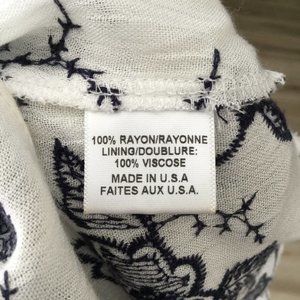 100% RAYON/RAYONNE
LINING/DOUBLURE:
100% VISCOSE
MADE IN U.S.A
FAITES AUX U.S.A.